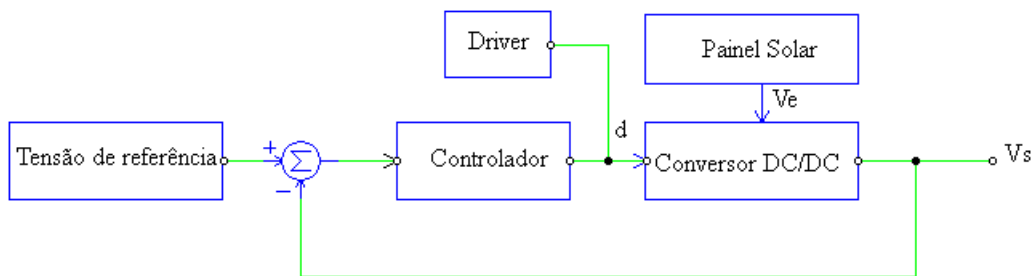 Driver
Painel Solar
Ve
d
Tensão de referência
+
Σ
−
Controlador
Conversor DC/DC
Vs